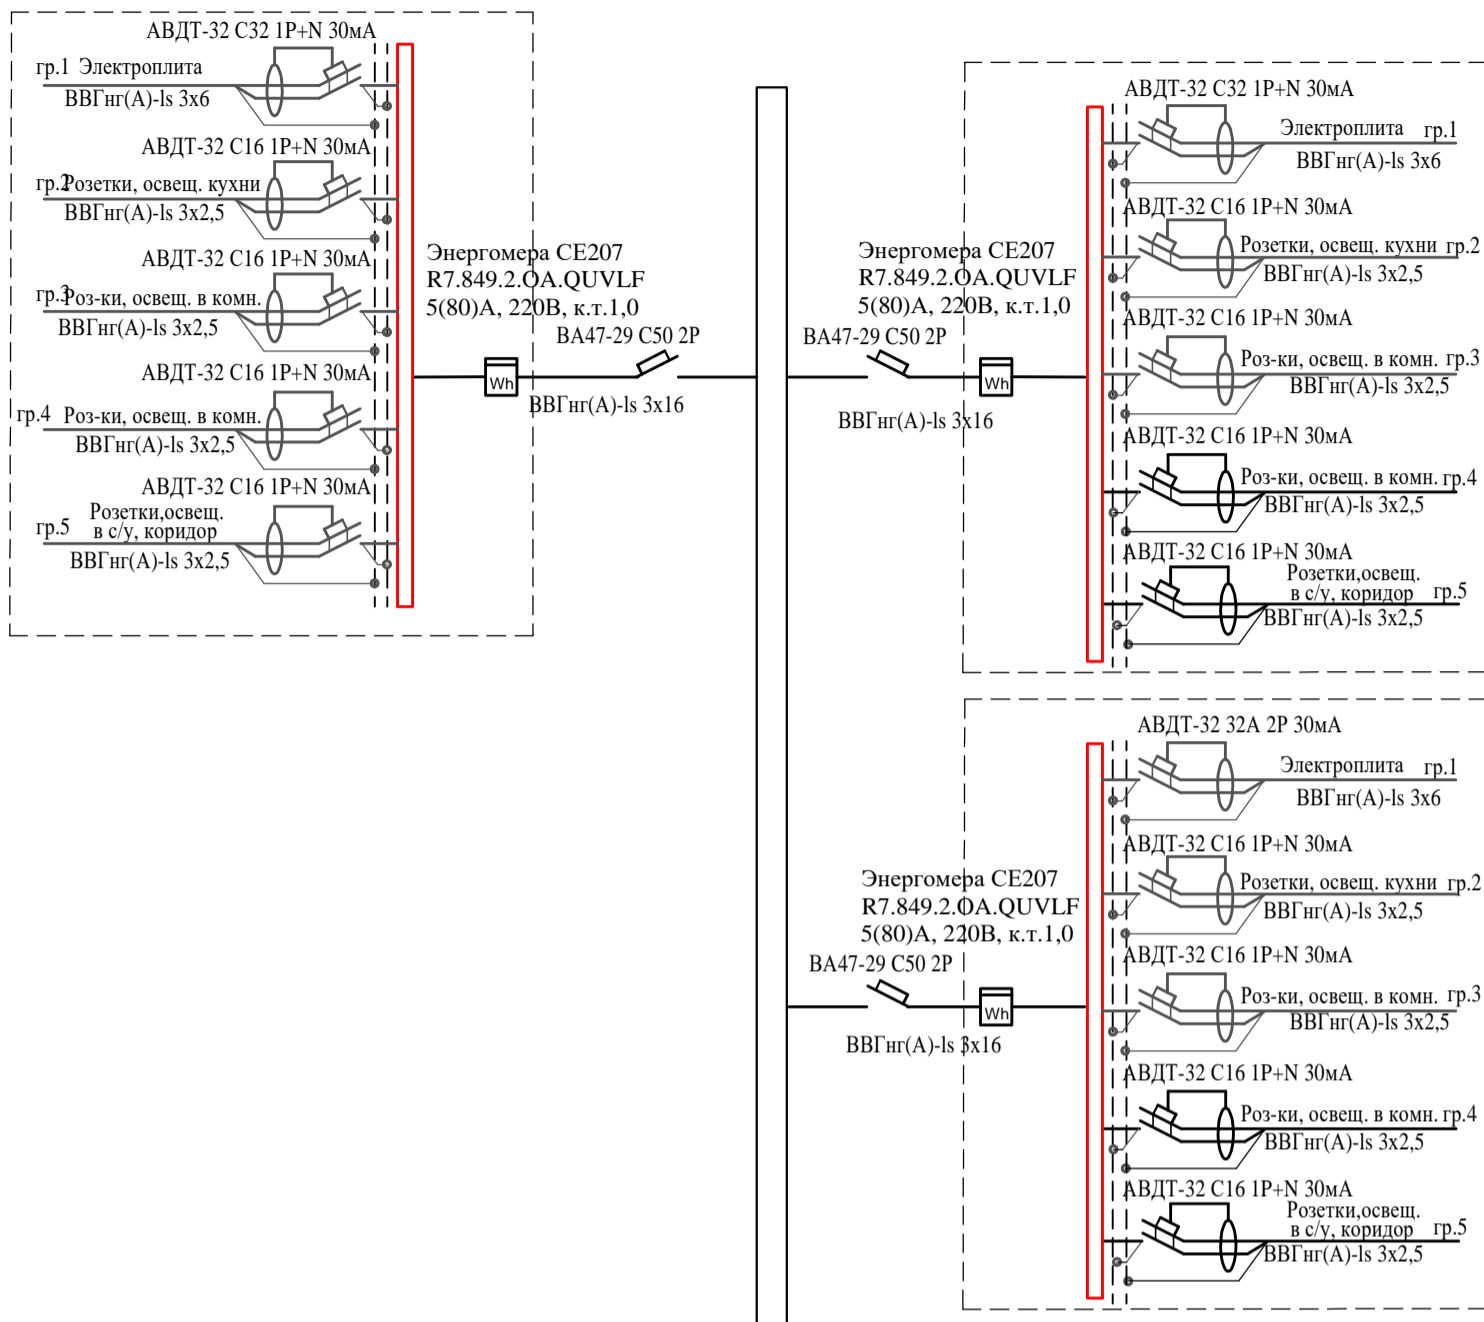 АВДТ-32 С32 1Р+N 30мА
гр.1 Электроплита
ВВГнг(А)-ls 3х6
АВДТ-32 С16 1Р+N 30мА
гр.2 Розетки, освещ. кухни
ВВГнг(А)-ls 3х2,5
АВДТ-32 С16 1Р+N 30мА
гр.3 Роз-ки, освещ. в комн.
ВВГнг(А)-ls 3х2,5
АВДТ-32 С16 1Р+N 30мА
гр.4 Роз-ки, освещ. в комн.
ВВГнг(А)-ls 3х2,5
АВДТ-32 С16 1Р+N 30мА
Розетки,освещ.
гр.5 в с/у, коридор
ВВГнг(А)-ls 3х2,5
Энергомера СЕ207
R7.849.2.ОА.QUVLF
5(80)А, 220В, к.т.1,0
ВА47-29 С50 2Р
Wh
ВВГнг(А)-ls 3х16
Энергомера СЕ207
R7.849.2.ОА.QUVLF
5(80)А, 220В, к.т.1,0
ВА47-29 С50 2Р
Wh
ВВГнг(А)-ls 3х16
АВДТ-32 С32 1Р+N 30мА
Электроплита гр.1
ВВГнг(А)-ls 3х6
АВДТ-32 С16 1Р+N 30мА
Розетки, освещ. кухни гр.2
ВВГнг(А)-ls 3х2,5
АВДТ-32 С16 1Р+N 30мА
Роз-ки, освещ. в комн. гр.3
ВВГнг(А)-ls 3х2,5
АВДТ-32 С16 1Р+N 30мА
Роз-ки, освещ. в комн. гр.4
ВВГнг(А)-ls 3х2,5
АВДТ-32 С16 1Р+N 30мА
Розетки,освещ.
в с/у, коридор гр.5
ВВГнг(А)-ls 3х2,5
Энергомера СЕ207
R7.849.2.ОА.QUVLF
5(80)А, 220В, к.т.1,0
ВА47-29 С50 2Р
Wh
ВВГнг(А)-ls 3х16
АВДТ-32 32А 2Р 30мА
Электроплита гр.1
ВВГнг(А)-ls 3х6
АВДТ-32 С16 1Р+N 30мА
Розетки, освещ. кухни гр.2
ВВГнг(А)-ls 3х2,5
АВДТ-32 С16 1Р+N 30мА
Роз-ки, освещ. в комн. гр.3
ВВГнг(А)-ls 3х2,5
АВДТ-32 С16 1Р+N 30мА
Роз-ки, освещ. в комн. гр.4
ВВГнг(А)-ls 3х2,5
АВДТ-32 С16 1Р+N 30мА
Розетки,освещ.
в с/у, коридор гр.5
ВВГнг(А)-ls 3х2,5